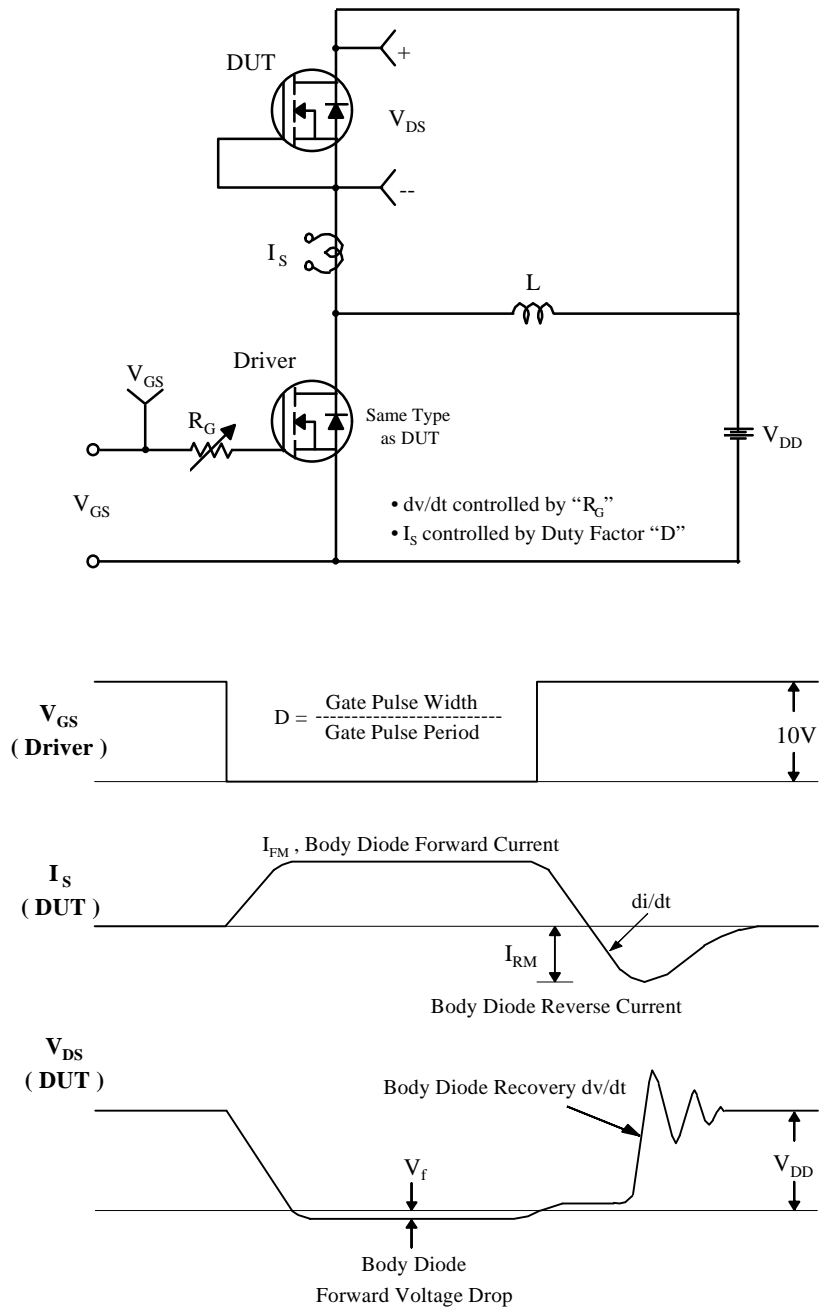 DUT
+
V_DS
--
I_S
L
Driver
V_GS
R_G
Same Type
as DUT
V_DD
V_GS
• dv/dt controlled by “R_G”
• I_S controlled by Duty Factor “D”
V_GS
( Driver )
D = Gate Pulse Width
--------------------------
Gate Pulse Period
10V
I_FM , Body Diode Forward Current
I_S
( DUT )
di/dt
I_RM
Body Diode Reverse Current
V_DS
( DUT )
Body Diode Recovery dv/dt
V_f
V_DD
Body Diode
Forward Voltage Drop